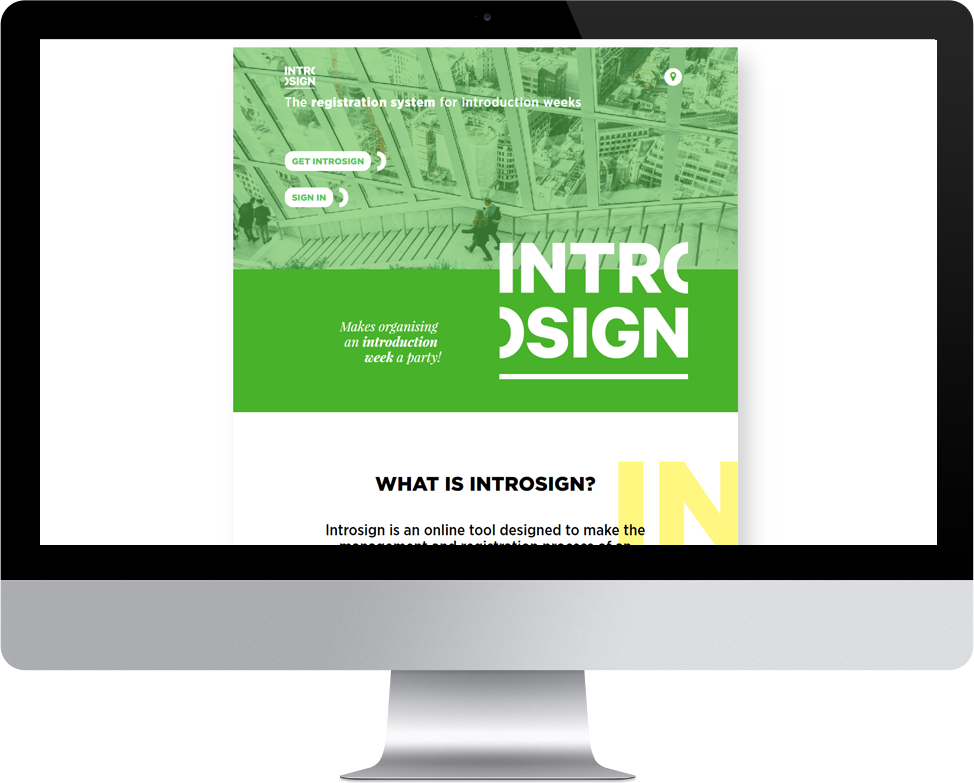 INTRO
SIGN
The registration system for introduction weeks
GET INTROSIGN
SIGN IN
INTRO
SIGN
Makes organising
an introduction
week a party!
IN
WHAT IS INTROSIGN?
Introsign is an online tool designed to make the
management and registration process of an